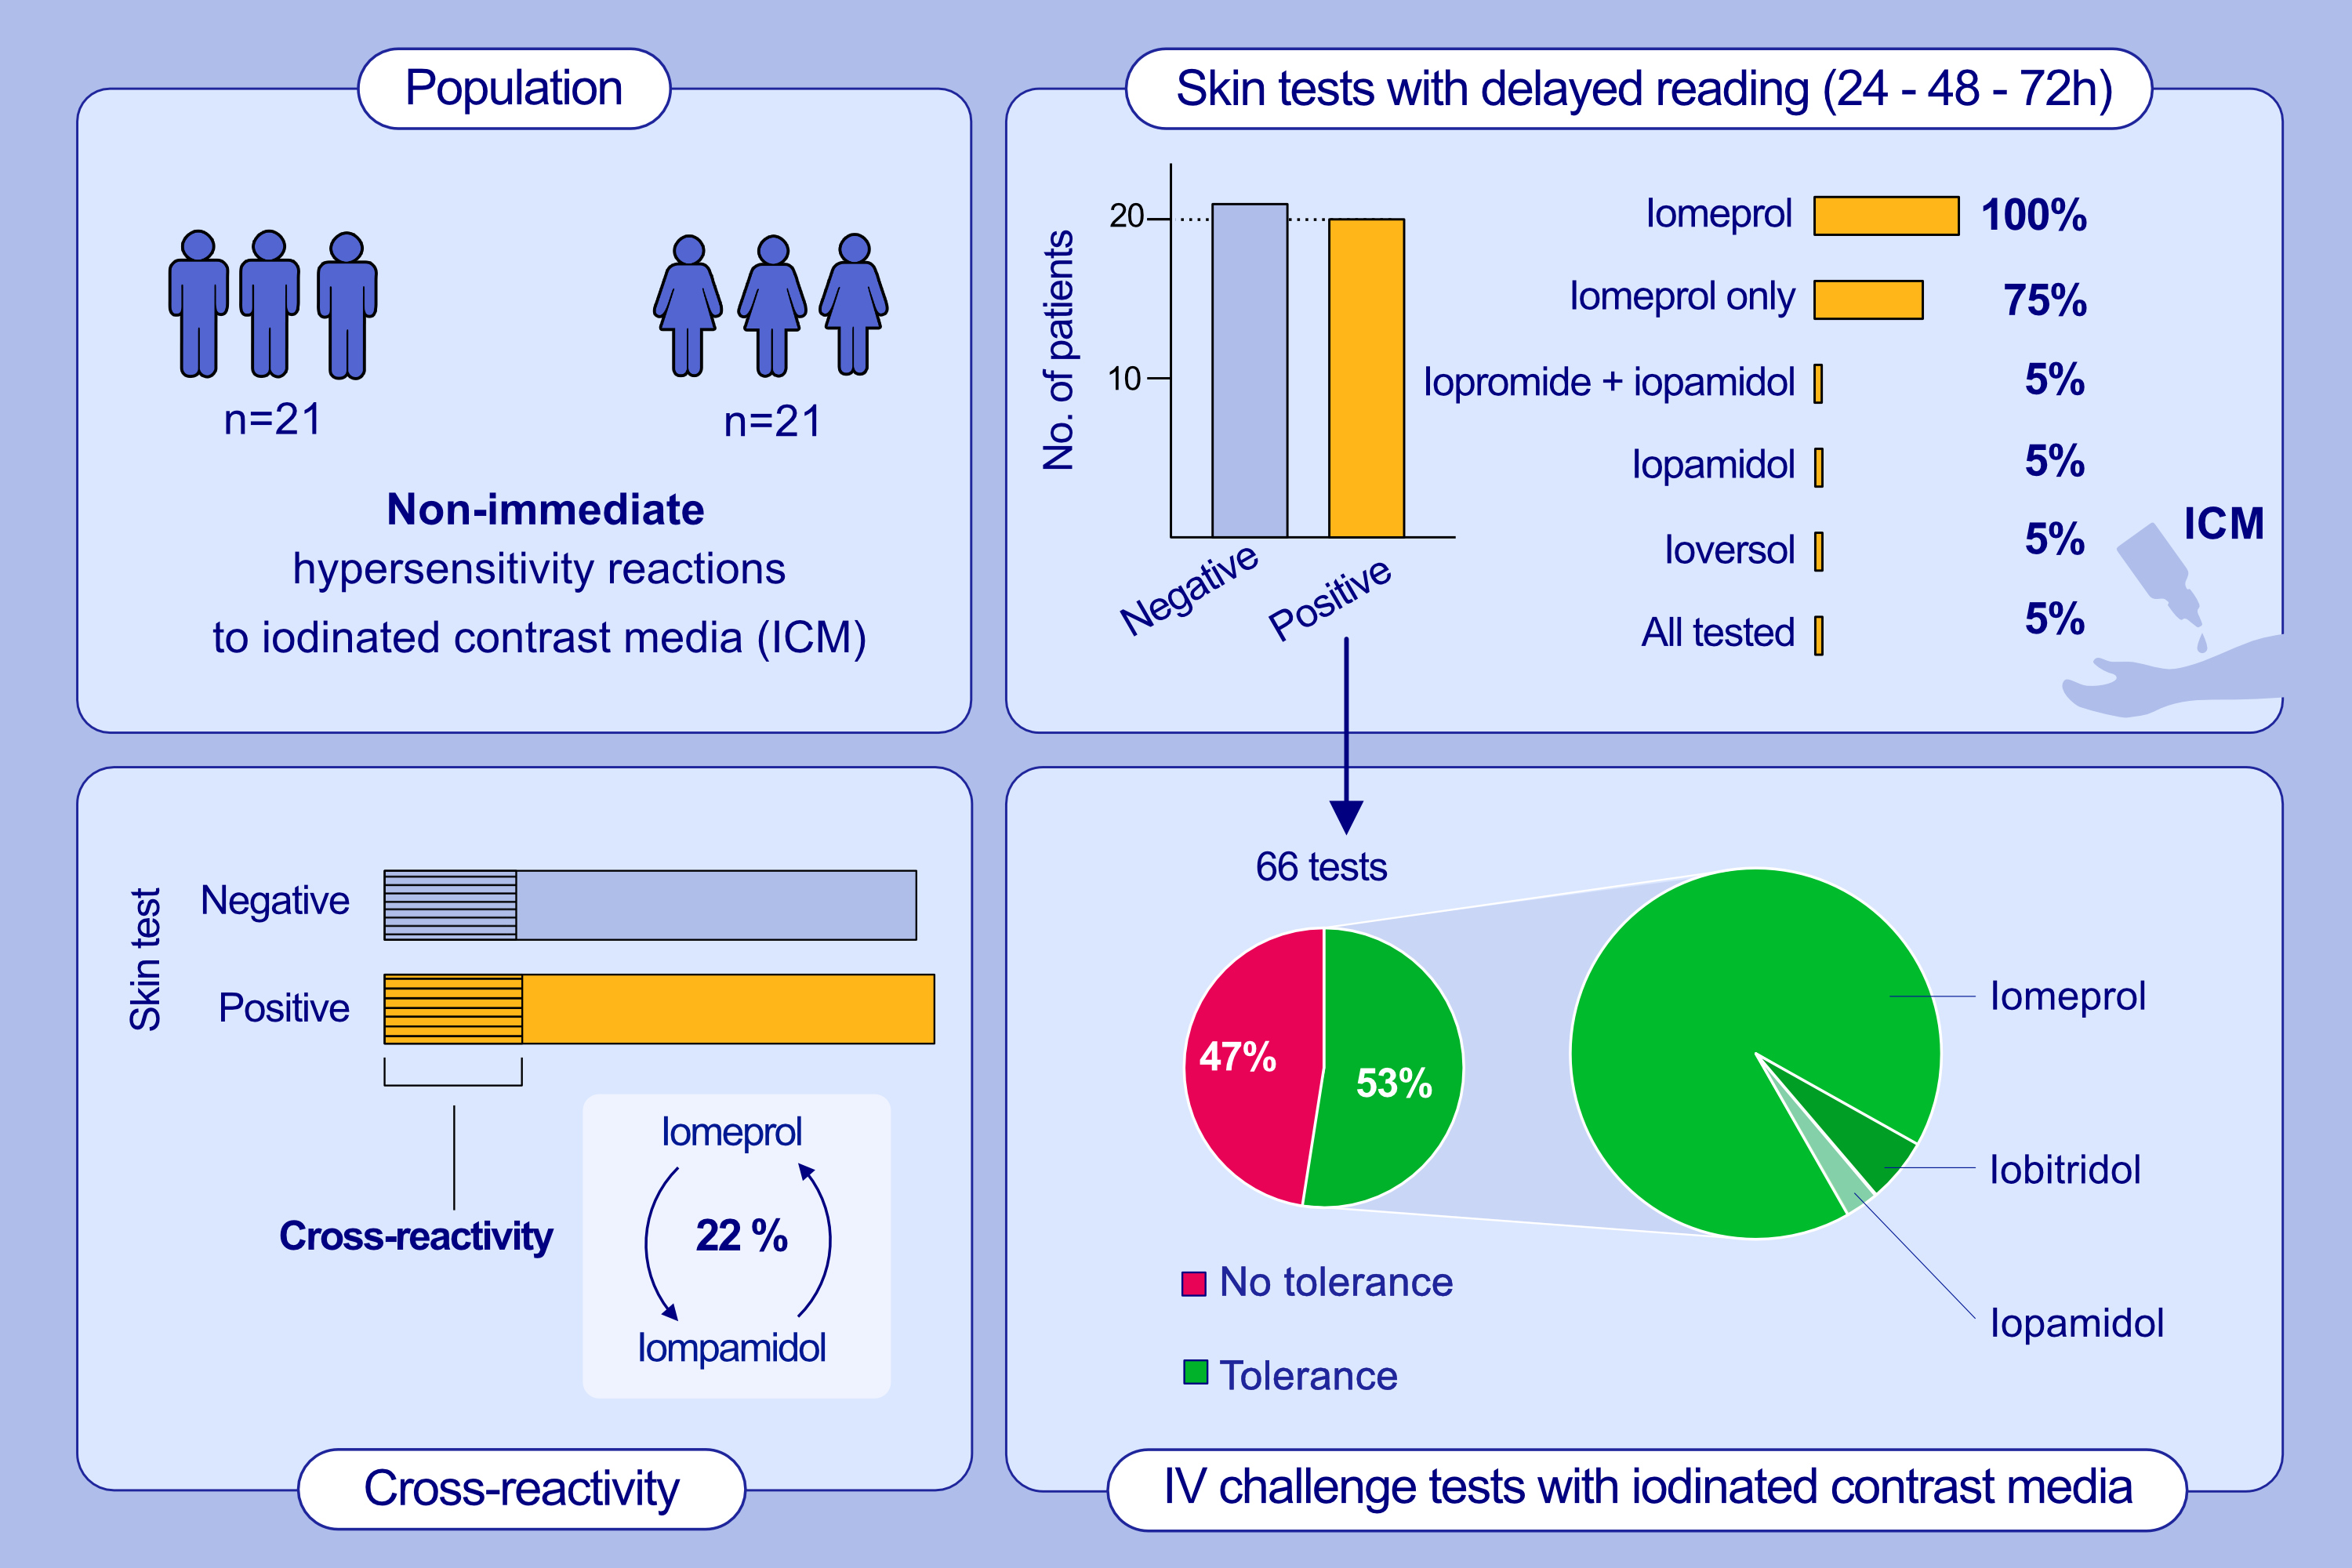 Population
n=21
n=21
Non-immediate
hypersensitivity reactions
to iodinated contrast media (ICM)
Skin tests with delayed reading (24 - 48 - 72h)
No. of patients
20
10
Negative
Positive
Iomeprol 100%
Iomeprol only 75%
Iopromide + iopamidol 5%
Iopamidol 5%
Ioversol 5%
All tested 5%
ICM
Skin test
Negative
Positive
Cross-reactivity
Iomeprol
22 %
Iompamidol
Cross-reactivity
66 tests
47%
53%
Iomeprol
Iobitridol
Iopamidol
No tolerance
Tolerance
IV challenge tests with iodinated contrast media